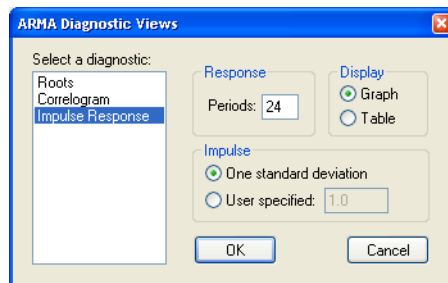 ARMA Diagnostic Views
Select a diagnostic:
Roots
Correlogram
Impulse Response
Response
Periods: 24
Display
Graph
Table
Impulse
One standard deviation
User specified: 1.0
OK
Cancel